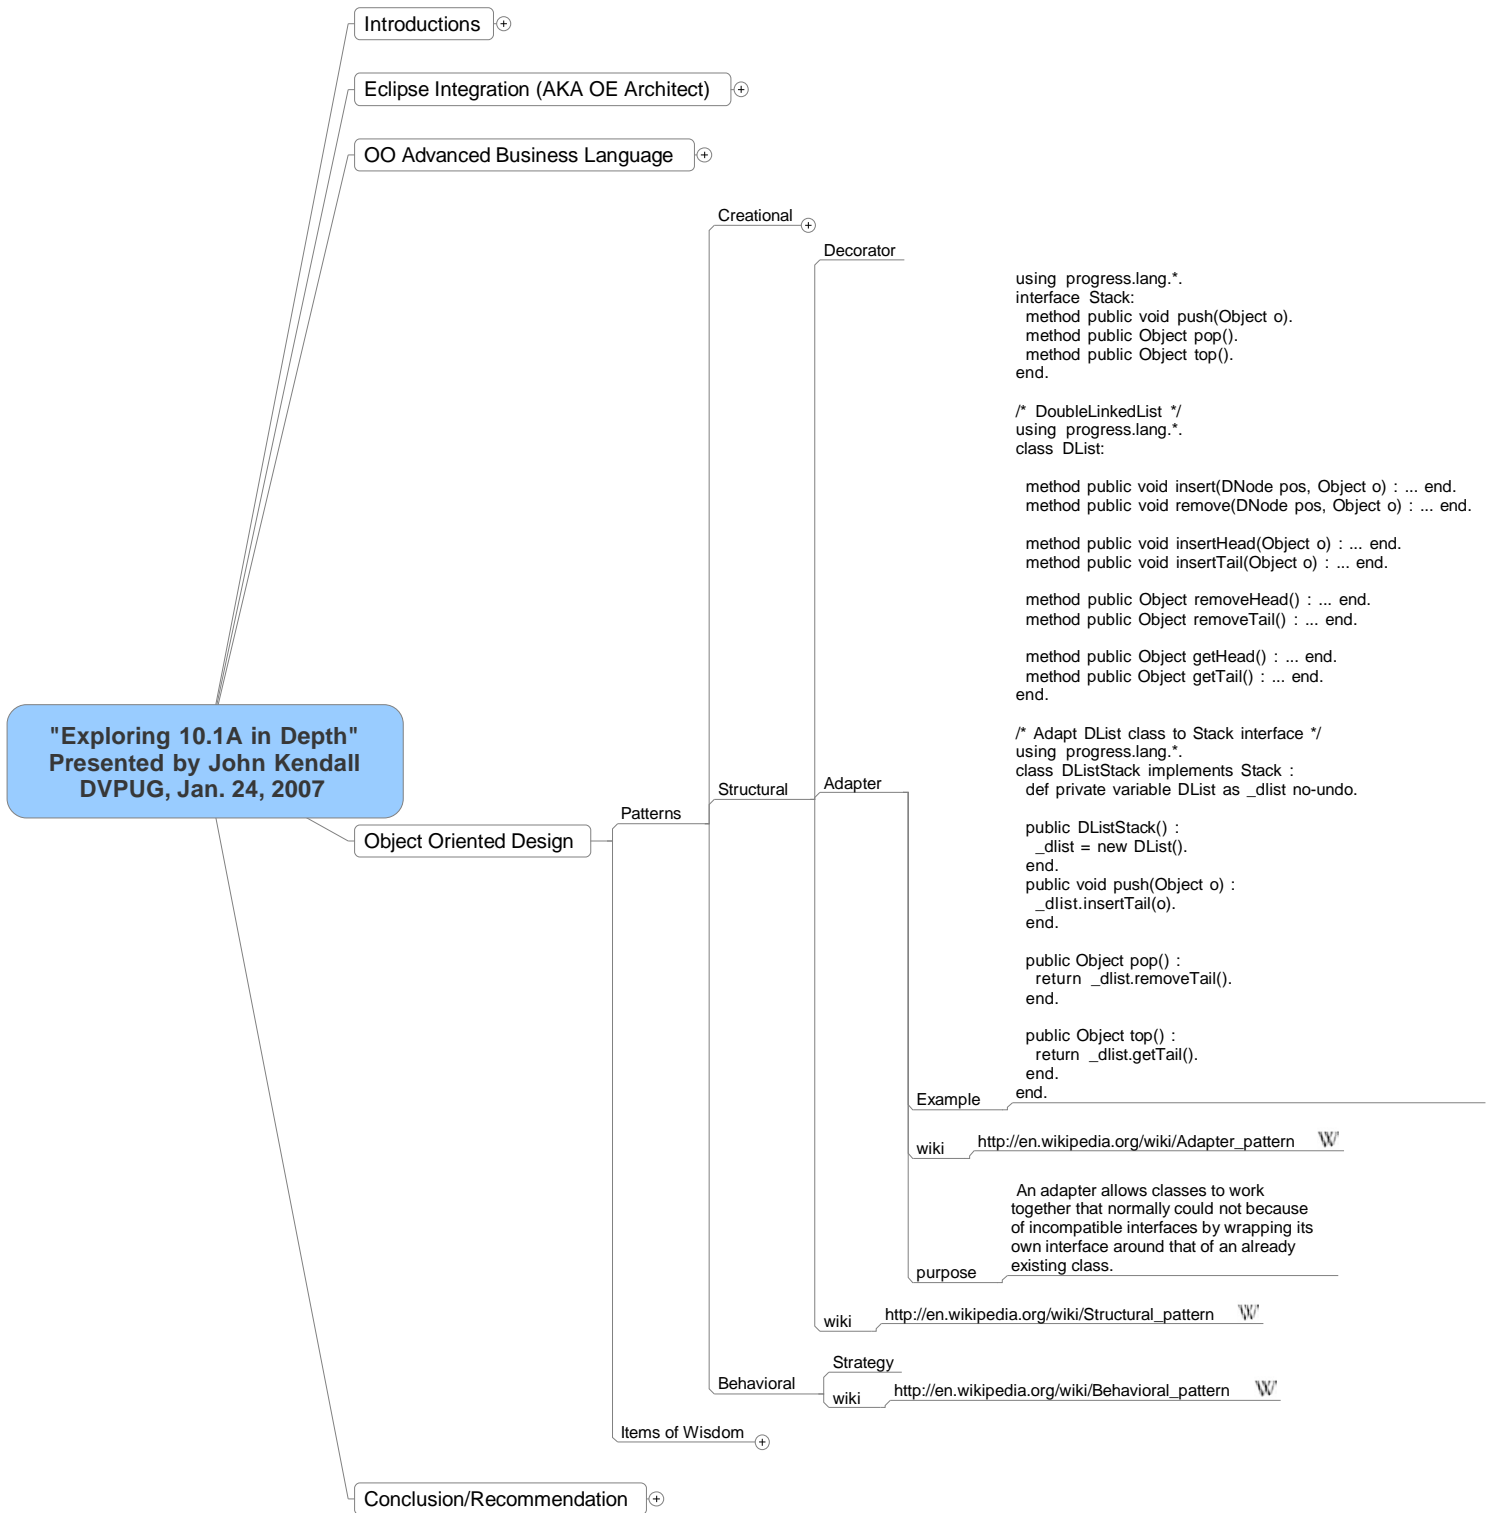 Introductions
Eclipse Integration (AKA OE Architect)
OO Advanced Business Language
"Exploring 10.1A in Depth"
Presented by John Kendall
DVPUG, Jan. 24, 2007
Object Oriented Design
Patterns
Creational
Structural
Decorator
Adapter
Example
using progress.lang.*.
interface Stack:
method public void push(Object o).
method public Object pop().
method public Object top().
end.
/* DoubleLinkedList */
using progress.lang.*.
class DList:
method public void insert(DNode pos, Object o) : ... end.
method public void remove(DNode pos, Object o) : ... end.
method public void insertHead(Object o) : ... end.
method public void insertTail(Object o) : ... end.
method public Object removeHead() : ... end.
method public Object removeTail() : ... end.
method public Object getHead() : ... end.
method public Object getTail() : ... end.
end.
/* Adapt DList class to Stack interface */
using progress.lang.*.
class DListStack implements Stack :
def private variable DList as _dlist no-undo.
public DListStack() :
_dlist = new DList().
end.
public void push(Object o) :
_dlist.insertTail(o).
end.
public Object pop() :
return _dlist.removeTail().
end.
public Object top() :
return _dlist.getTail().
end.
end.
wiki
http://en.wikipedia.org/wiki/Adapter_pattern W
purpose
An adapter allows classes to work
together that normally could not because
of incompatible interfaces by wrapping its
own interface around that of an already
existing class.
wiki
http://en.wikipedia.org/wiki/Structural_pattern W
Behavioral
Strategy
wiki
http://en.wikipedia.org/wiki/Behavioral_pattern W
Items of Wisdom
Conclusion/Recommendation